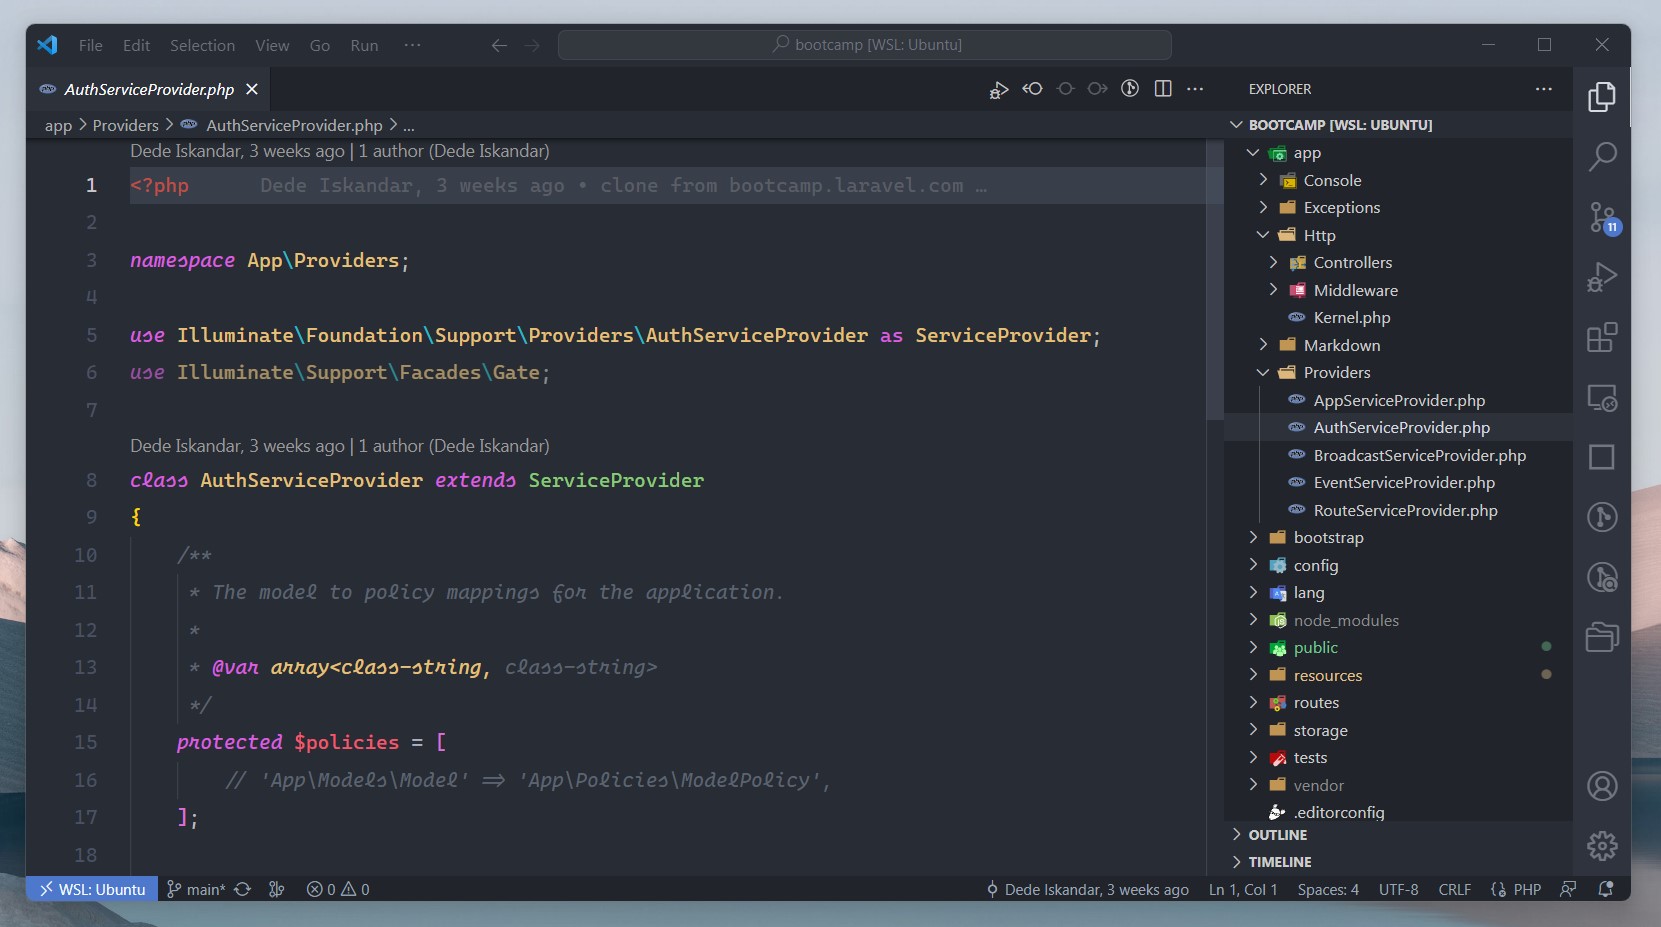 File Edit Selection View Go Run ···
bootcamp [WSL: Ubuntu]
AuthServiceProvider.php
app > Providers > AuthServiceProvider.php > ...
Dede Iskandar, 3 weeks ago | 1 author (Dede Iskandar)
1 <?php Dede Iskandar, 3 weeks ago • clone from bootcamp.laravel.com …
2
3 namespace App\Providers;
4
5 use Illuminate\Foundation\Support\Providers\AuthServiceProvider as ServiceProvider;
6 use Illuminate\Support\Facades\Gate;
7
Dede Iskandar, 3 weeks ago | 1 author (Dede Iskandar)
8 class AuthServiceProvider extends ServiceProvider
9 {
10 /**
11 * The model to policy mappings for the application.
12 *
13 * @var array<class-string, class-string>
14 */
15 protected $policies = [
16 // 'App\Models\Model' => 'App\Policies\ModelPolicy',
17 ];
18
EXPLORER
BOOTCAMP [WSL: UBUNTU]
app
Console
Exceptions
Http
Controllers
Middleware
Kernel.php
Markdown
Providers
AppServiceProvider.php
AuthServiceProvider.php
BroadcastServiceProvider.php
EventServiceProvider.php
RouteServiceProvider.php
bootstrap
config
lang
node_modules
public
resources
routes
storage
tests
vendor
.editorconfig
OUTLINE
TIMELINE
11
WSL: Ubuntu main* 0 0 Dede Iskandar, 3 weeks ago Ln 1, Col 1 Spaces: 4 UTF-8 CRLF PHP